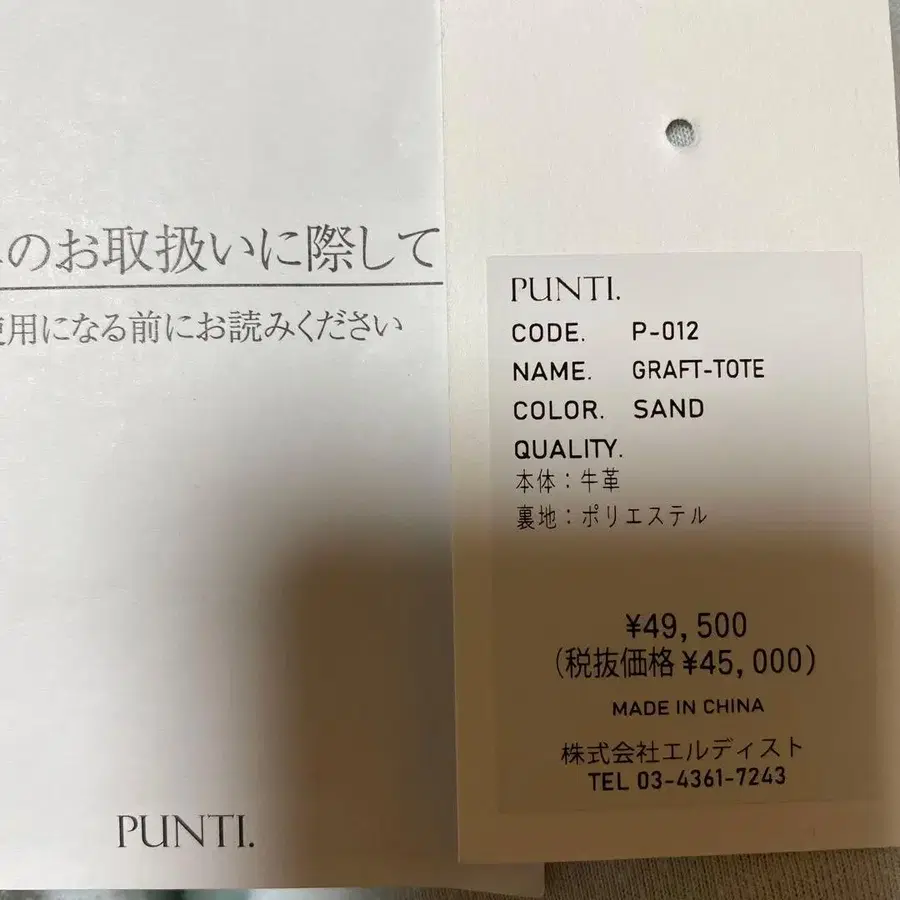 のお取扱いに際して
使用になる前にお読みください
PUNTI.
PUNTI.
CODE. P-012
NAME. GRAFT-TOTE
COLOR. SAND
QUALITY.
本体:牛革
裏地:ポリエステル
¥49,500
(税抜価格¥45,000)
MADE IN CHINA
株式会社エルディスト
TEL 03-4361-7243